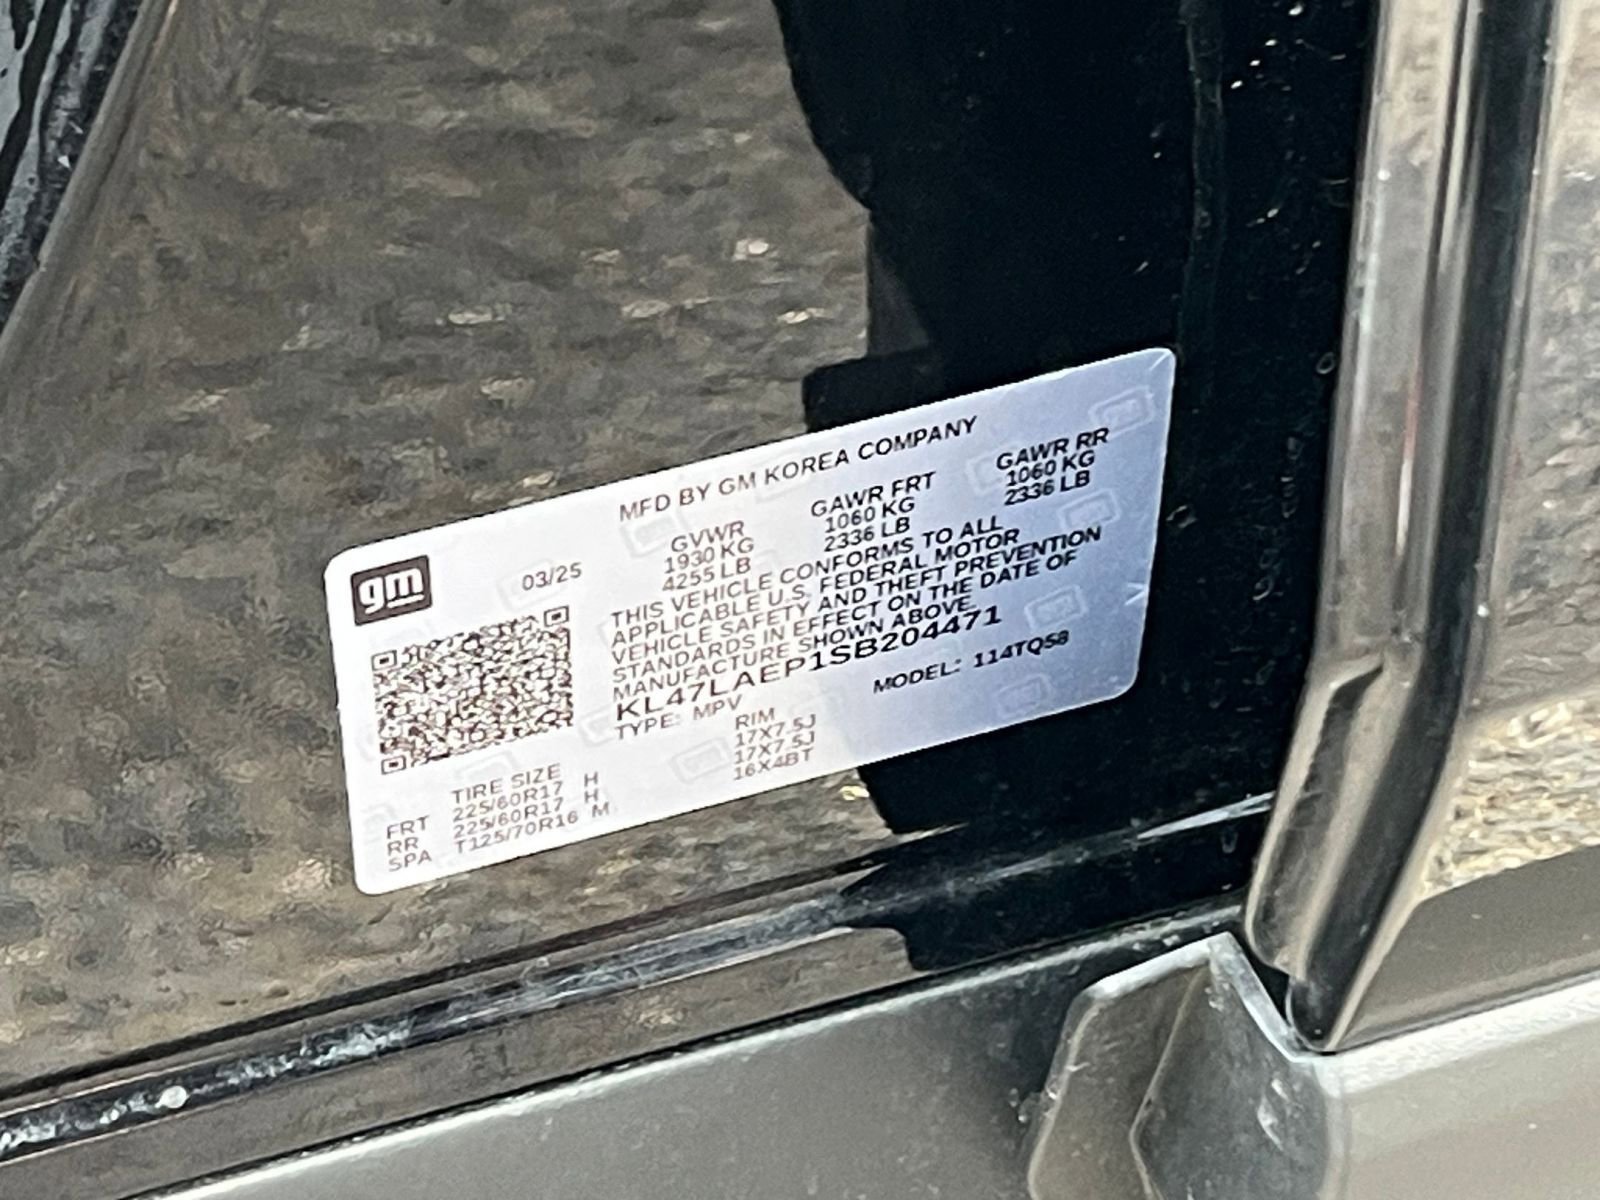 MFD BY GM KOREA COMPANY
gm
03/25
GVWR GAWR FRT GAWR RR
1930 KG 1060 KG 1060 KG
4255 LB 2336 LB 2336 LB
THIS VEHICLE CONFORMS TO ALL
APPLICABLE U.S. FEDERAL MOTOR
VEHICLE SAFETY AND THEFT PREVENTION
STANDARDS IN EFFECT ON THE DATE OF
MANUFACTURE SHOWN ABOVE.
KL47LAEP1SB204471
TYPE: MPV MODEL: 114TQ58
TIRE SIZE RIM
FRT 225/60R17 H 17X7.5J
RR 225/60R17 H 17X7.5J
SPA T125/70R16 M 16X4BT